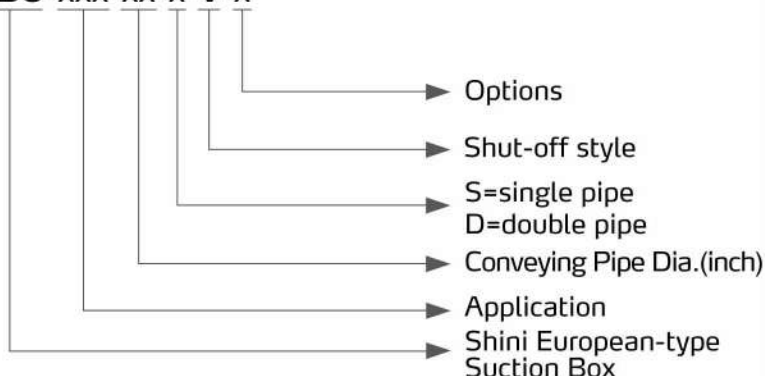 Options
Shut-off style
S=single pipe
D=double pipe
Conveying Pipe Dia.(inch)
Application
Shini European-type
Suction Box